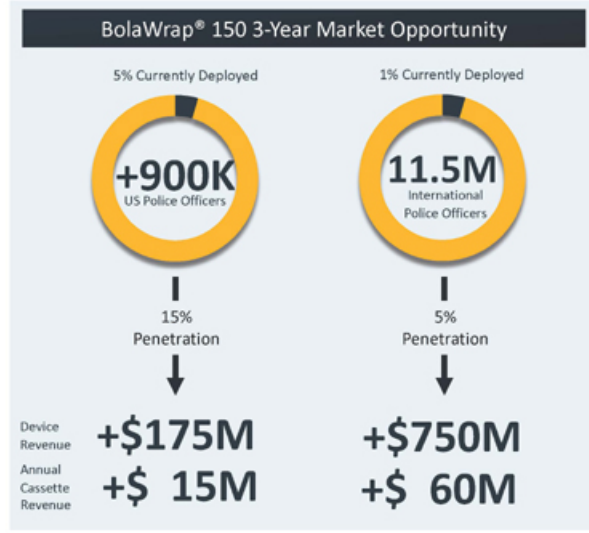 BolaWrap® 150 3-Year Market Opportunity
5% Currently Deployed
+900K
US Police Officers
15%
Penetration
1% Currently Deployed
11.5M
International
Police Officers
5%
Penetration
Device
Revenue
+$175M
+$750M
Annual
Cassette
Revenue
+$ 15M
+$ 60M